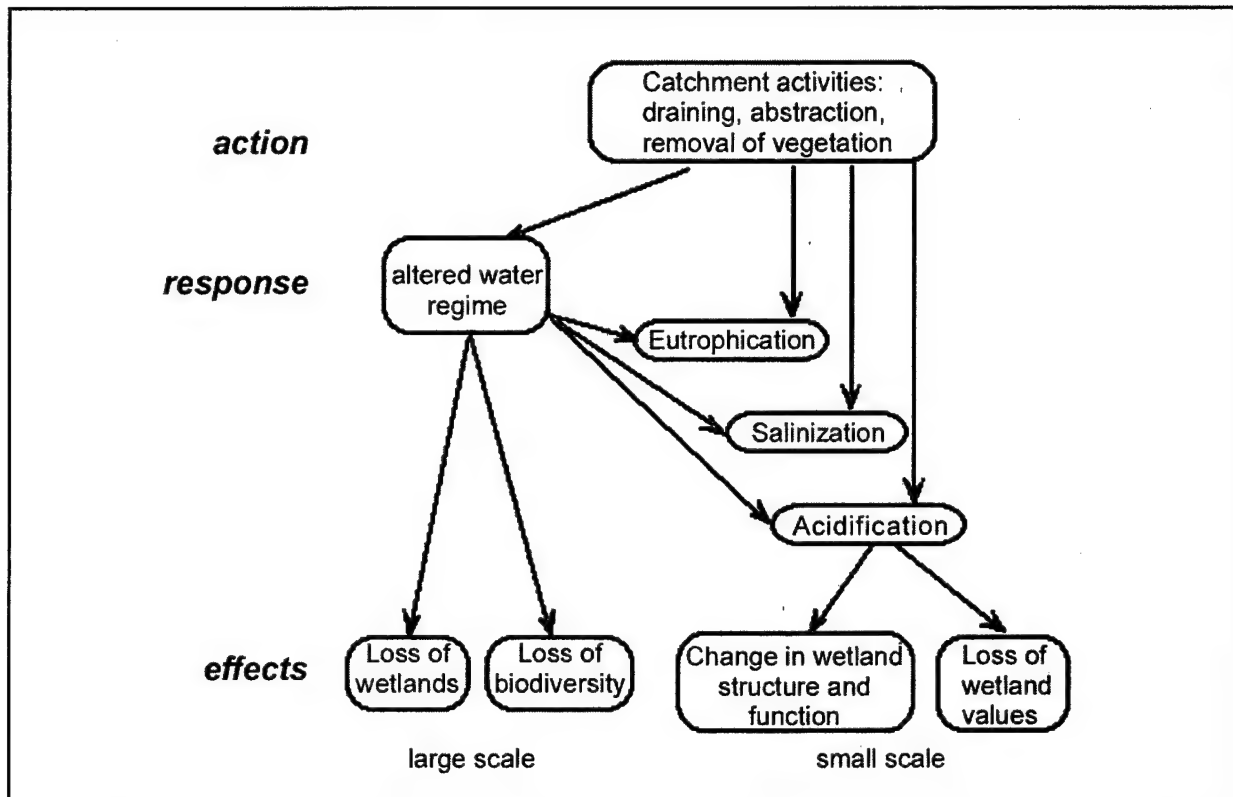 Catchment activities:
draining, abstraction,
removal of vegetation
action
response
altered water
regime
Eutrophication
Salinization
Acidification
effects
Loss of
wetlands
Loss of
biodiversity
Change in wetland
structure and
function
Loss of
wetland
values
large scale
small scale